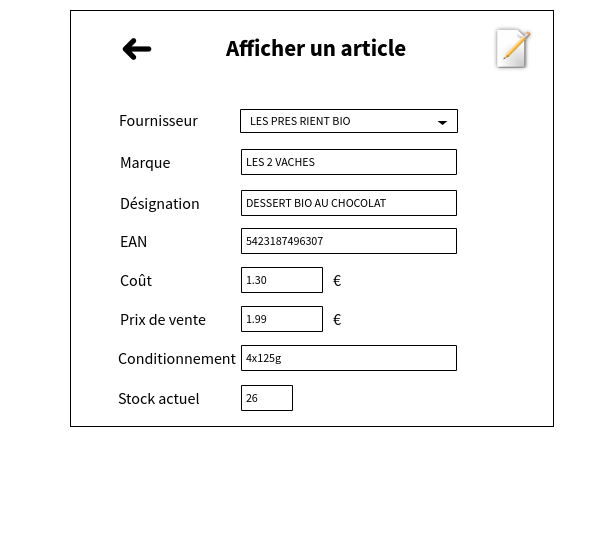 Afficher un article
Fournisseur LES PRES RIENT BIO
Marque LES 2 VACHES
Désignation DESSERT BIO AU CHOCOLAT
EAN 5423187496307
Coût 1.30 €
Prix de vente 1.99 €
Conditionnement 4x125g
Stock actuel 26